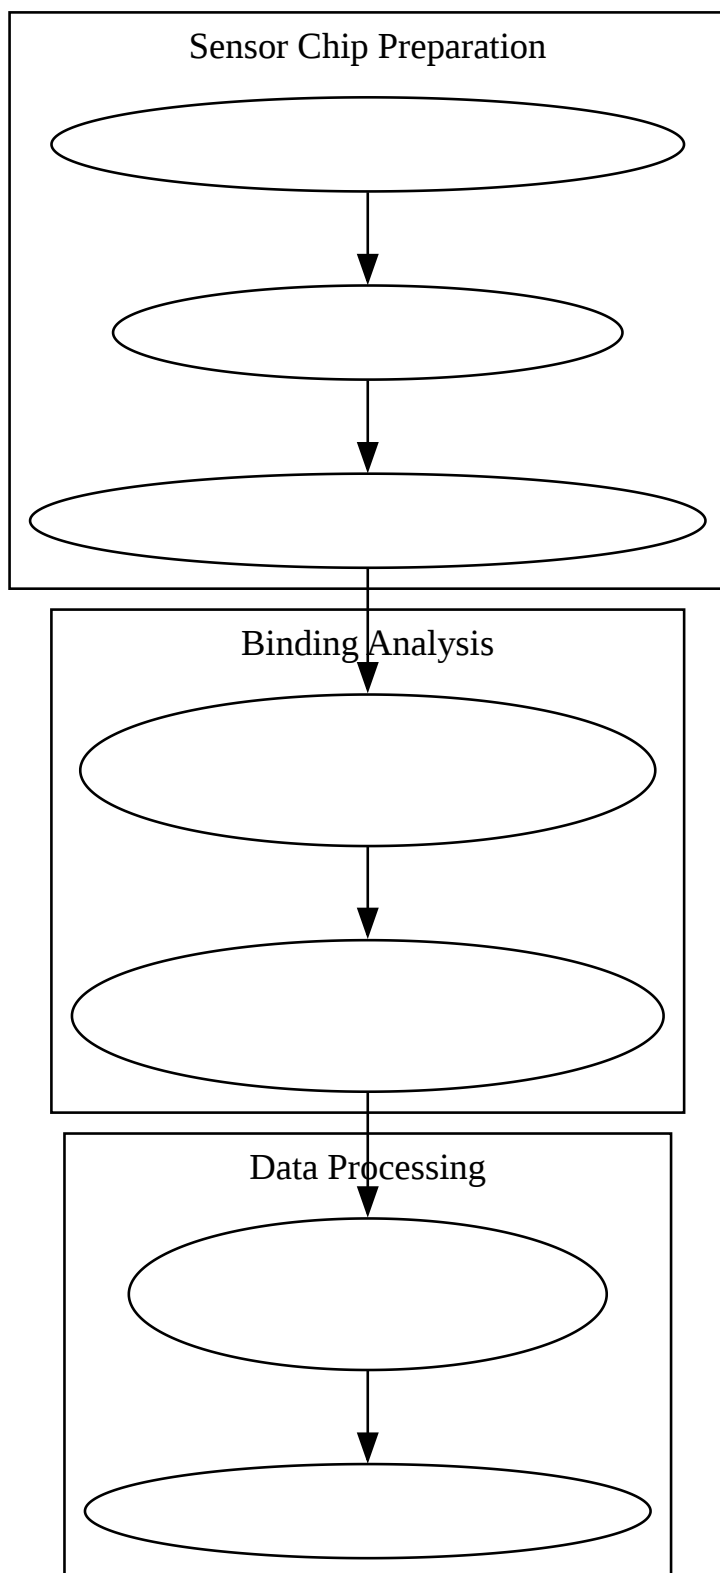 Sensor Chip Preparation
Binding Analysis
Data Processing